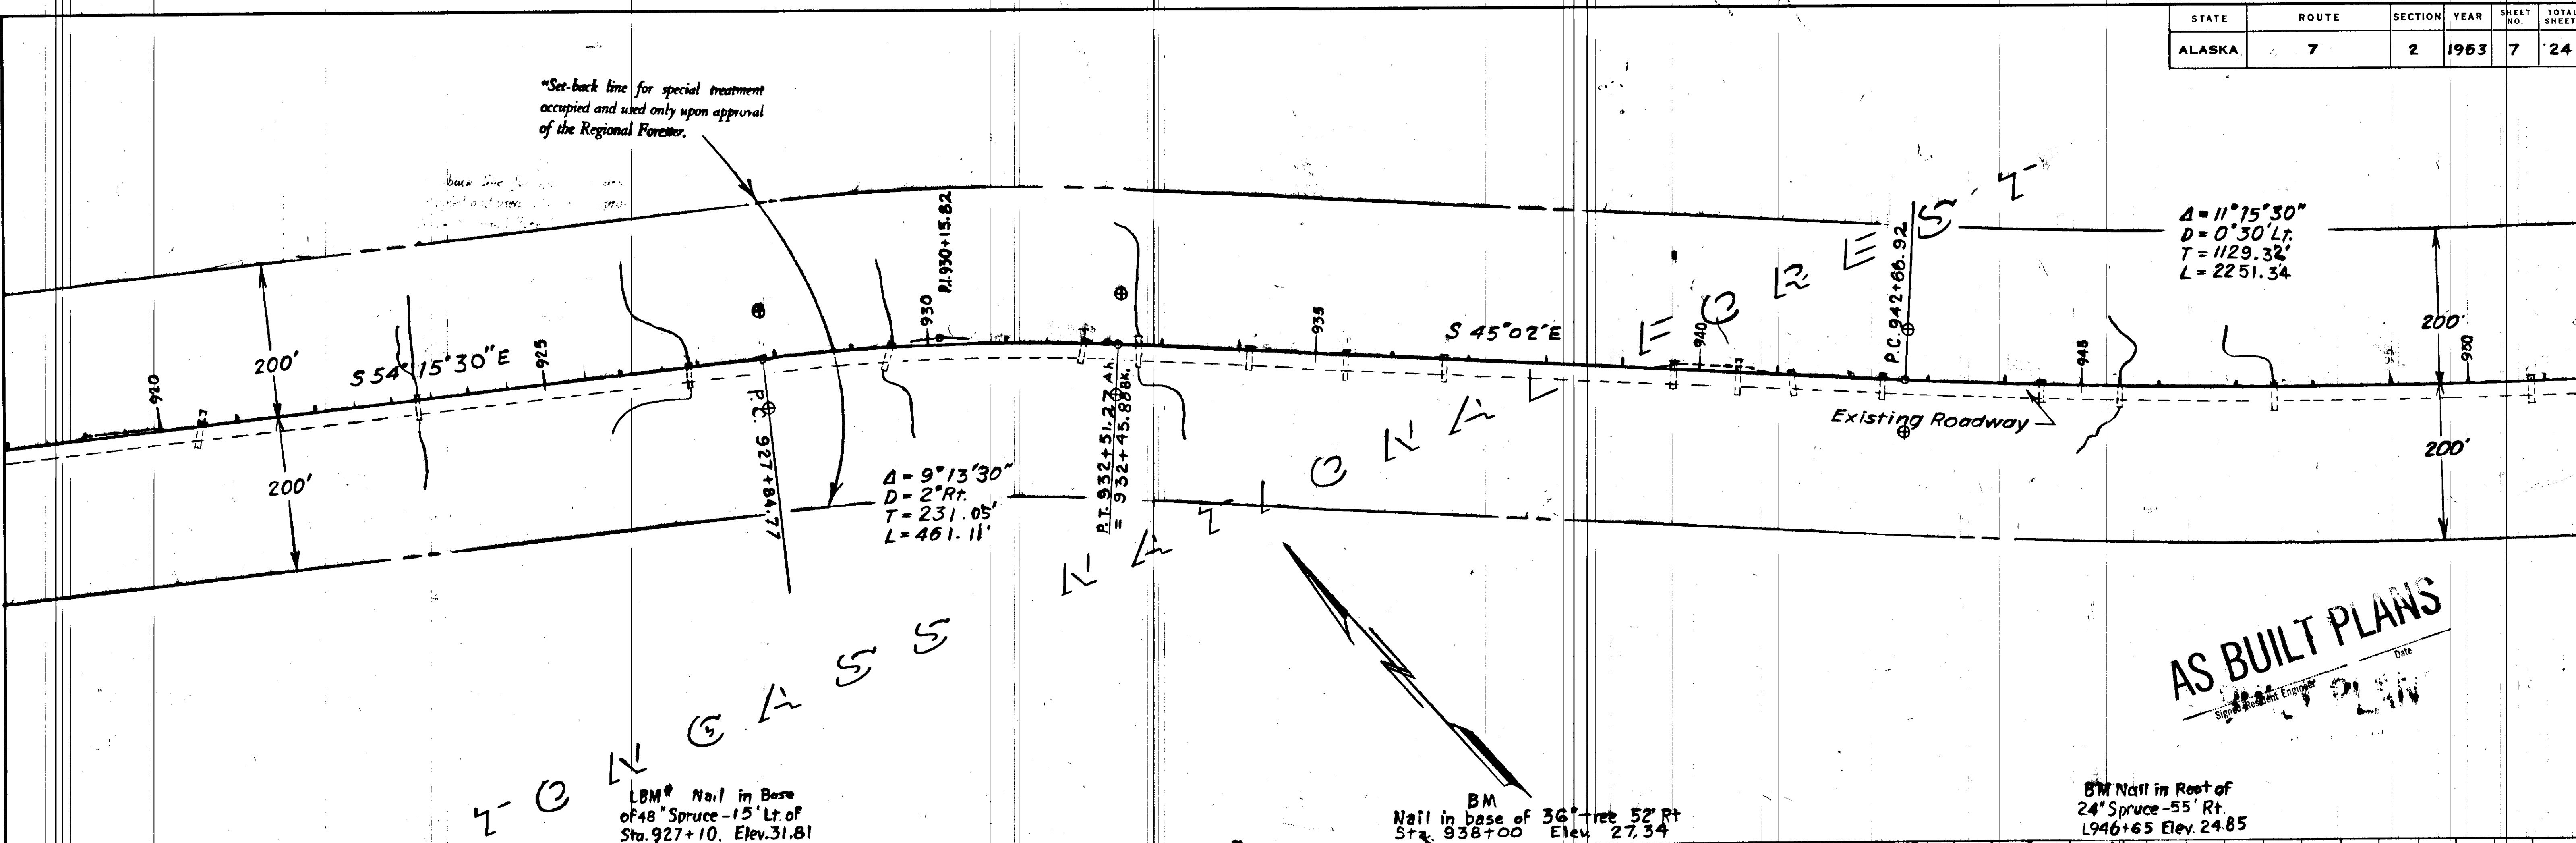 STATE ROUTE SECTION YEAR SHEET NO. TOTAL SHEET
ALASKA 7 2 1963 7 24
"Set-back line for special treatment
occupied and used only upon approval
of the Regional Forester.
P.I. 930+15.82
Δ = 11°15'30"
D = 0°30' Lt.
T = 1129.32'
L = 2251.34
P.C. 942+66.92
200'
200'
S 54°15'30" E
920
925
930
935
S 45°02' E
940
945
950
Existing Roadway
200'
200'
P.C. 927+84.77
Δ = 9°13'30"
D = 2° Rt.
T = 231.05'
L = 461.11'
P.T. 932+51.27 Ah.
= 932+45.88 Bk.
TONGASS NATIONAL FOREST
AS BUILT PLANS
Signed Resident Engineer Date
PLAN
LBM Nail in Base
of 48" Spruce - 15' Lt. of
Sta. 927+10. Elev. 31.81
BM
Nail in base of 36" tree 52' Rt
Sta. 938+00 Elev. 27.34
BM Nail in Root of
24" Spruce - 55' Rt.
L946+65 Elev. 24.85